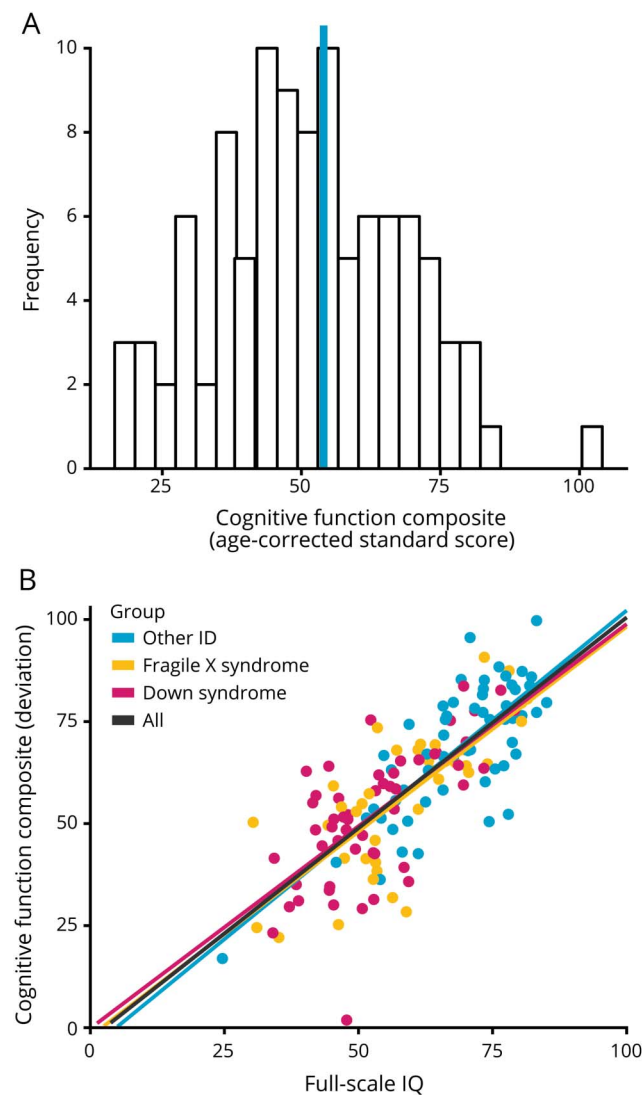 A
10
8
6
4
2
0
Frequency
25
50
75
100
Cognitive function composite
(age-corrected standard score)
B
100
75
50
25
0
Cognitive function composite (deviation)
Group
Other ID
Fragile X syndrome
Down syndrome
All
0
25
50
75
100
Full-scale IQ